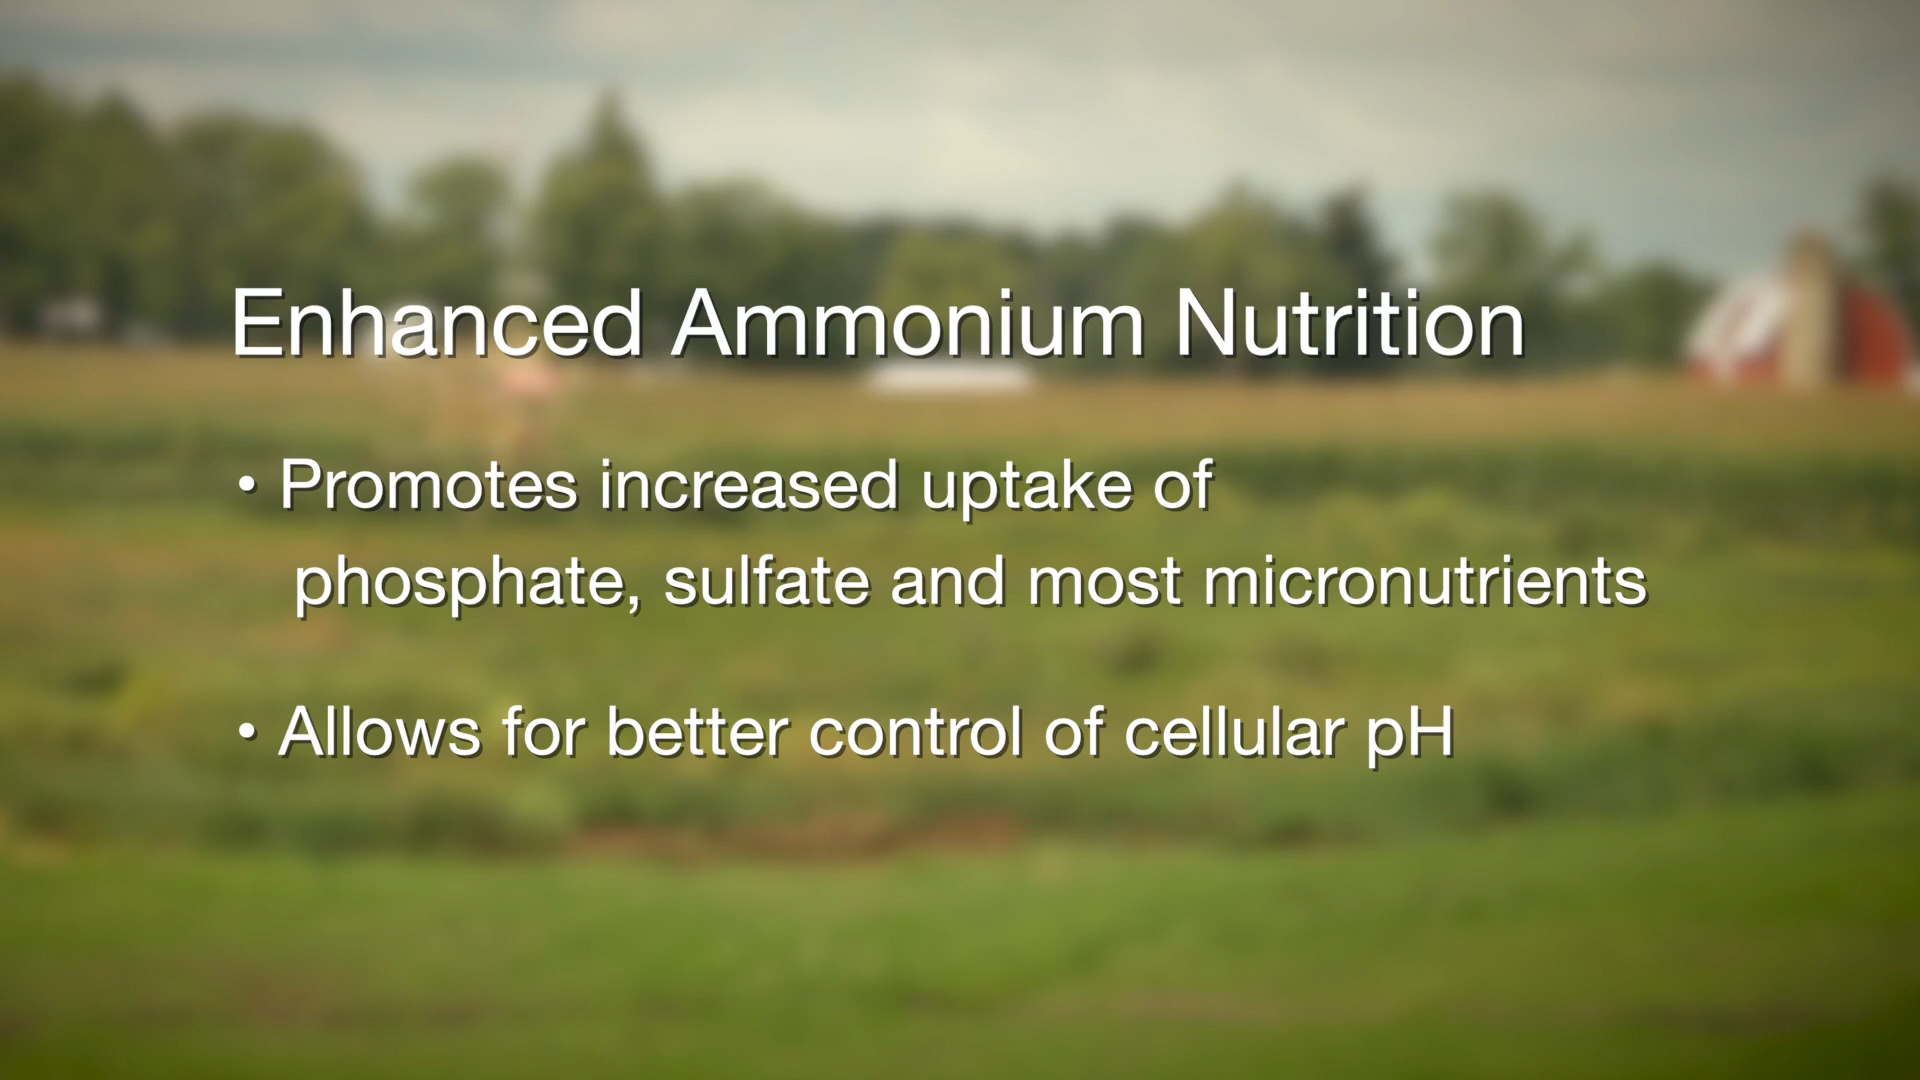 Enhanced Ammonium Nutrition
• Promotes increased uptake of
phosphate, sulfate and most micronutrients
• Allows for better control of cellular pH